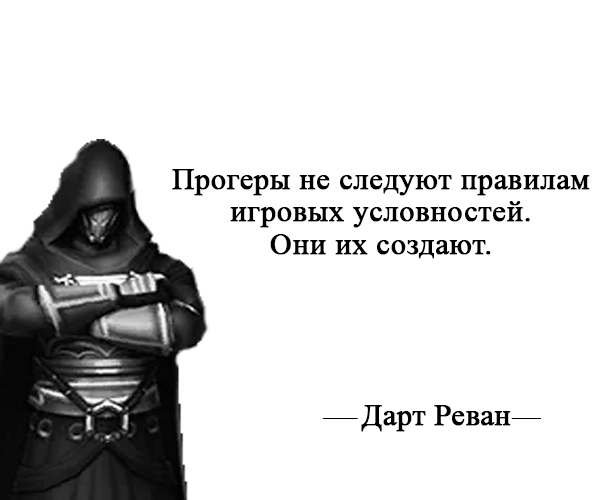 Прогеры не следуют правилам
игровых условностей.
Они их создают.
— Дарт Реван —